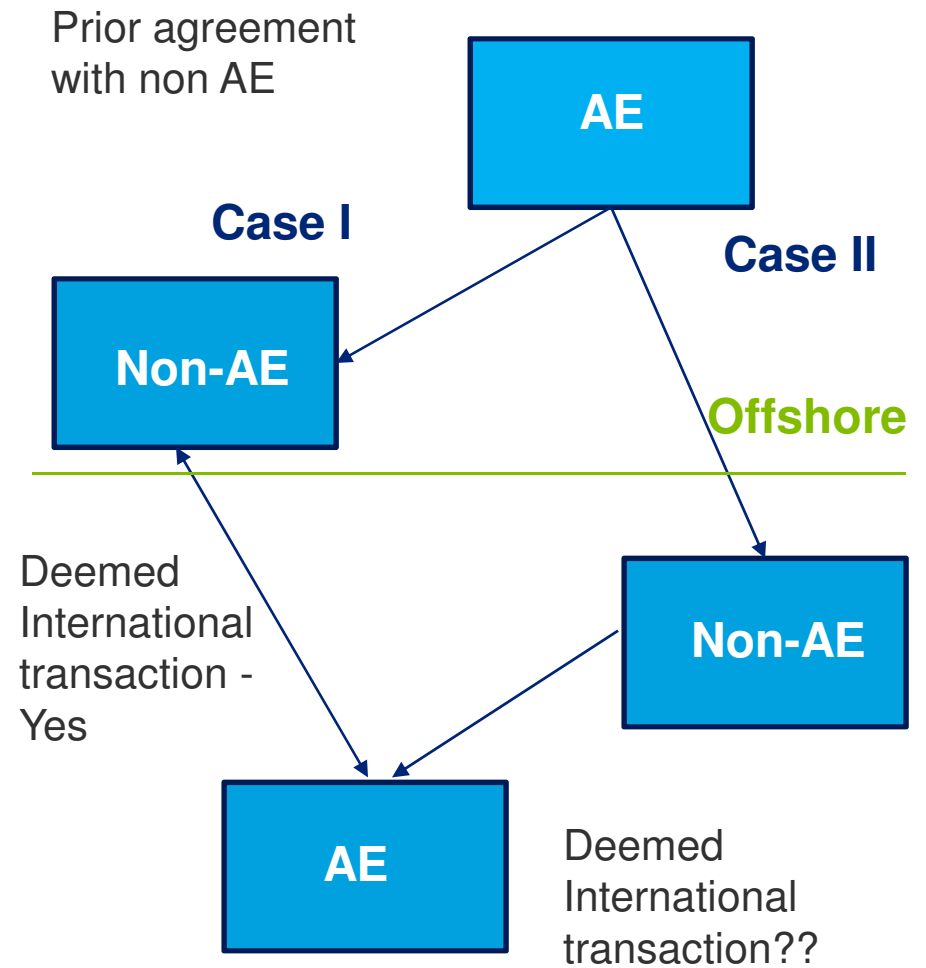 Prior agreement
with non AE
AE
Case I
Case II
Non-AE
Offshore
Deemed
International
transaction -
Yes
Non-AE
AE
Deemed
International
transaction??